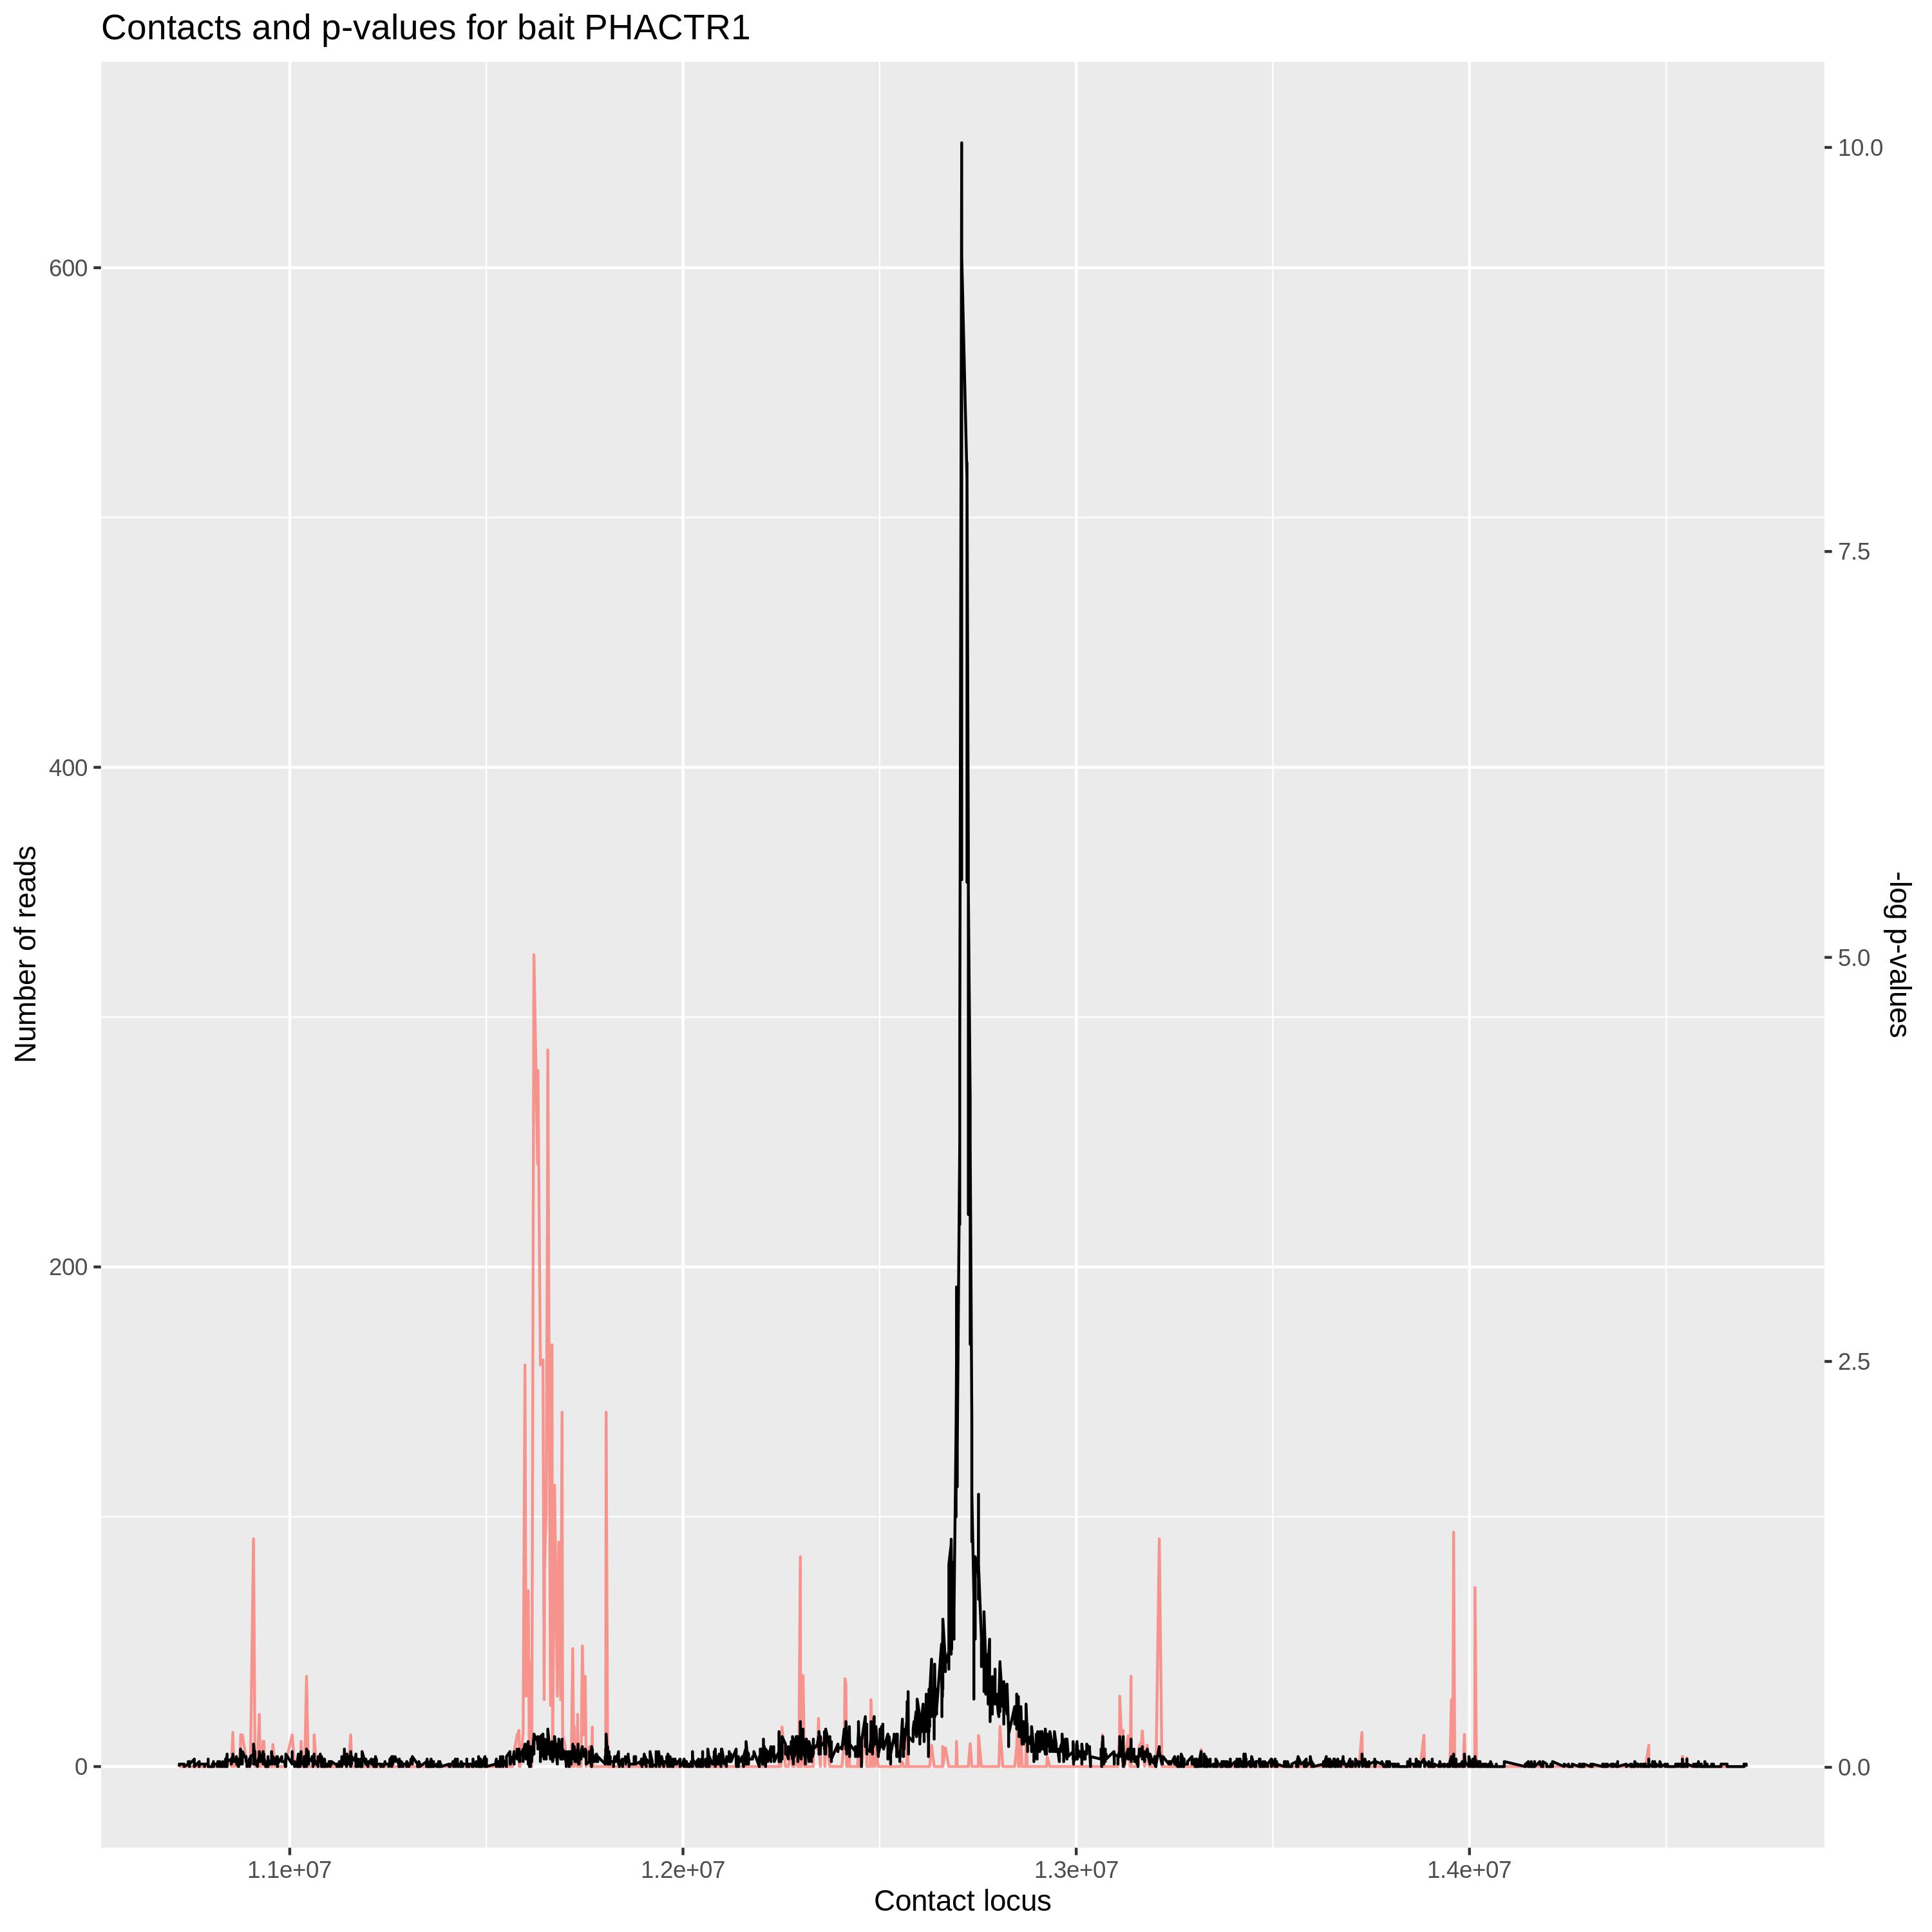 Contacts and p-values for bait PHACTR1
10.0
600
7.5
400
Number of reads
-log p-values
5.0
200
2.5
0
0.0
1.1e+07
1.2e+07
1.3e+07
1.4e+07
Contact locus